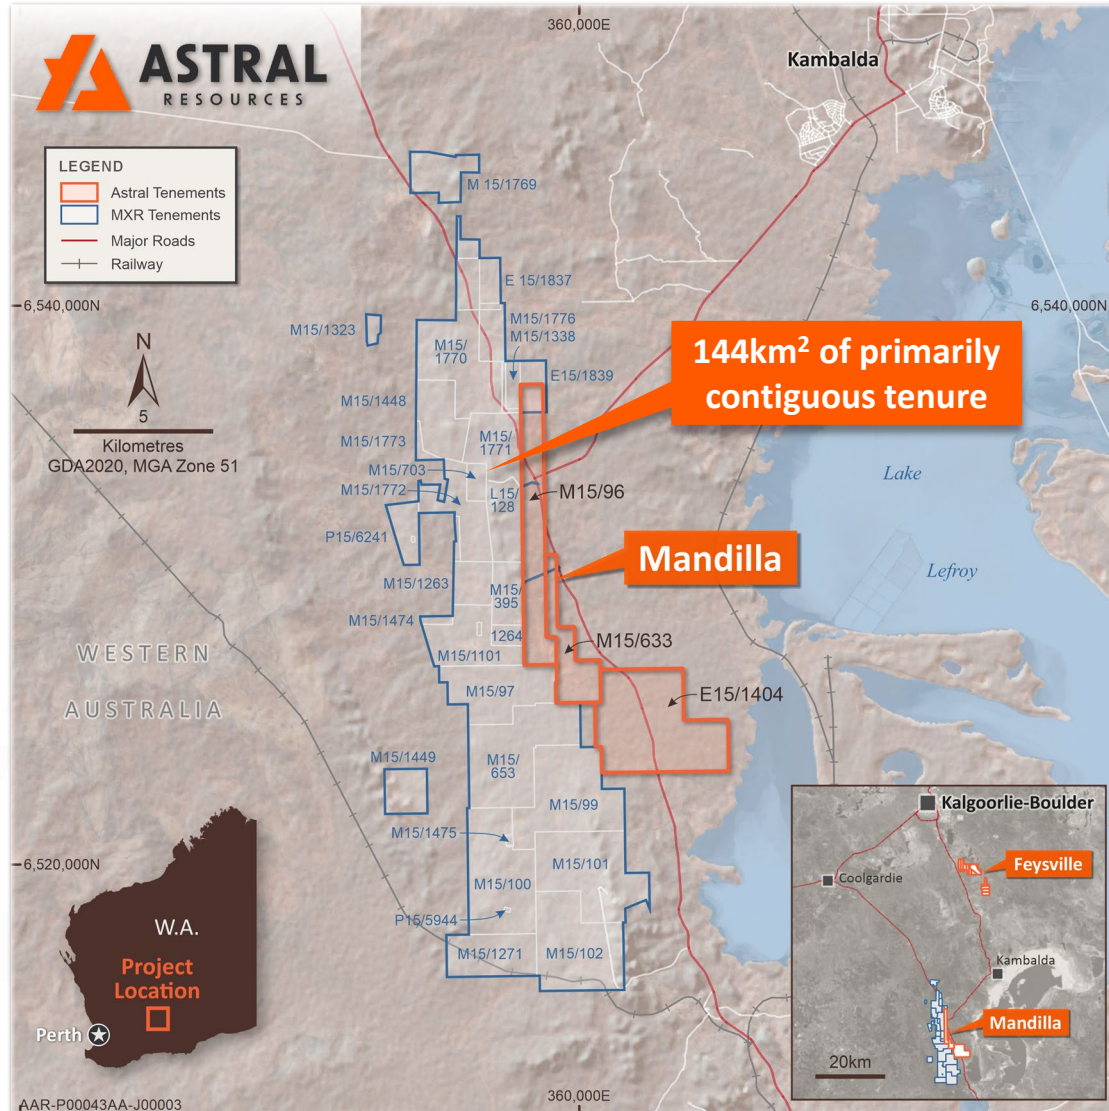 360,000E
ASTRAL
RESOURCES
Kambalda
LEGEND
Astral Tenements
MXR Tenements
Major Roads
Railway
M 15/1769
E 15/1837
6,540,000N
6,540,000N
M15/1323
M15/1776
M15/1338
M15/
1770
N
5
Kilometres
GDA2020, MGA Zone 51
144km² of primarily
contiguous tenure
E15/1839
M15/1448
M15/1773
M15/
1771
M15/703
M15/1772
L15/
128
M15/96
Lake
Lefroy
P15/6241
Mandilla
M15/1263
M15/
395
M15/1474
1264
M15/633
M15/1101
WESTERN
AUSTRALIA
M15/97
E15/1404
M15/1449
M15/
653
M15/99
M15/1475
M15/101
6,520,000N
M15/100
P15/5944
M15/1271
M15/102
W.A.
Project
Location
Perth
Kalgoorlie-Boulder
Feysville
Coolgardie
Kambalda
Mandilla
20km
360,000E
AAR-P00043AA-J00003